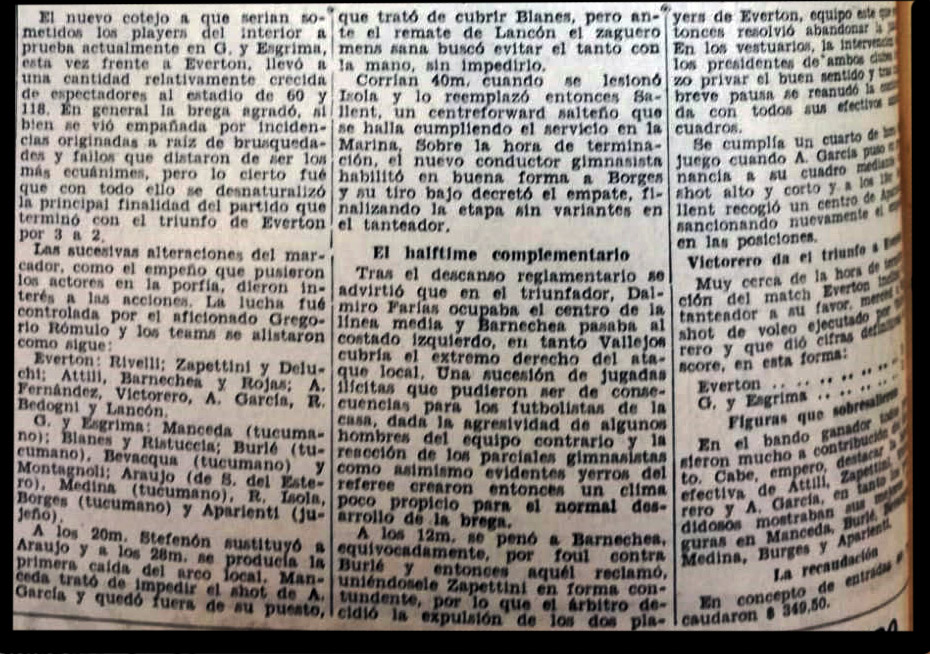 El nuevo cotejo a que serían so-
metidos los players del interior a
prueba actualmente en G. y Esgrima,
esta vez frente a Everton, llevó a
una cantidad relativamente crecida
de espectadores al estadio de 60 y
118. En general la brega agradó, si
bien se vió empañada por inciden-
cias originadas a raíz de brusqueda-
des y fallos que distaron de ser los
más ecuánimes, pero lo cierto fué
que con todo ello se desnaturalizó
la principal finalidad del partido que
terminó con el triunfo de Everton
por 3 a 2.
Las sucesivas alteraciones del mar-
cador, como el empeño que pusieron
los actores en la porfía, dieron in-
terés a las acciones. La lucha fué
controlada por el aficionado Grego-
rio Rómulo y los teams se alistaron
como sigue:
Everton: Rivelli; Zapettini y Delu-
chi; Attili, Barnechea y Rojas; A.
Fernández, Victorero, A. García, R.
Bedogni y Lancón.
G. y Esgrima: Manceda (tucuma-
no); Blanes y Ristuccia; Burlé (tu-
cumano), Bevacqua (tucumano) y
Montagnoli; Araujo (de S. del Este-
ro), Medina (tucumano), R. Isola,
Borges (tucumano) y Aparienti (ju-
jeño).
A los 20m. Stefenón sustituyó a
Araujo y a los 28m. se producía la
primera caída del arco local. Man-
ceda trató de impedir el shot de A.
García y quedó fuera de su puesto,
que trató de cubrir Blanes, pero an-
te el remate de Lancón el zaguero
mens sana buscó evitar el tanto con
la mano, sin impedirlo.
Corrían 40m. cuando se lesionó
Isola y lo reemplazó entonces Sa-
llent, un centreforward salteño que
se halla cumpliendo el servicio en la
Marina. Sobre la hora de termina-
ción, el nuevo conductor gimnasista
habilitó en buena forma a Borges
y su tiro bajo decretó el empate, fi-
nalizando la etapa sin variantes en
el tanteador.
El halftime complementario
Tras el descanso reglamentario se
advirtió que en el triunfador, Dal-
miro Farías ocupaba el centro de la
línea media y Barnechea pasaba al
costado izquierdo, en tanto Vallejos
cubría el extremo derecho del ata-
que local. Una sucesión de jugadas
ilícitas que pudieron ser de conse-
cuencias para los futbolistas de la
casa, dada la agresividad de algunos
hombres del equipo contrario y la
reacción de los parciales gimnasistas
como asimismo evidentes yerros del
referee crearon entonces un clima
poco propicio para el normal des-
arrollo de la brega.
A los 12m. se penó a Barnechea,
equivocadamente, por foul contra
Burlé y entonces aquél reclamó,
uniéndosele Zapettini en forma con-
tundente, por lo que el árbitro de-
cidió la expulsión de los dos pla-
yers de Everton, equipo este que
tonces resolvió abandonar a
En los vestuarios, la intervención
los presidentes de ambos clubes
zo privar el buen sentido y tras
breve pausa se reanudó la
da con todos sus efectivos
cuadros.
Se cumplía un cuarto de hora
juego cuando A. García puso
nancia a su cuadro mediante
shot alto y corto y a los
llent recogió un centro de
sancionando nuevamente el
en las posiciones.
Victorero da el triunfo a
Muy cerca de la hora de
ción del match Everton
tanteador a su favor,
shot de voleo ejecutado por
rero y que dió cifras
score, en esta forma:
Everton .. .. .. .. ..
G. y Esgrima .. .. .. ..
Figuras que sobresalieron
En el bando ganador todos
sieron mucho a contribución
to. Cabe, empero, destacar la
efectiva de Attili, Zapettini,
rero y A. García, en tanto los
didosos mostraban sus
guras en Manceda, Burlé,
Medina, Burges y Aparienti.
La recaudación
En concepto de entradas
caudaron $ 349,50.